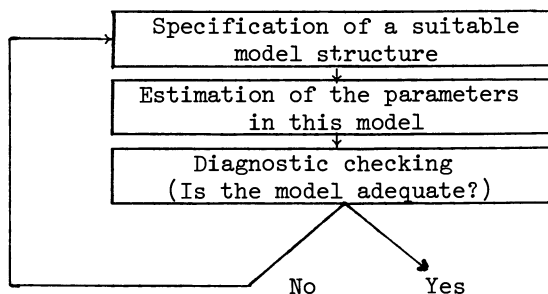 Specification of a suitable
model structure
Estimation of the parameters
in this model
Diagnostic checking
(Is the model adequate?)
No Yes